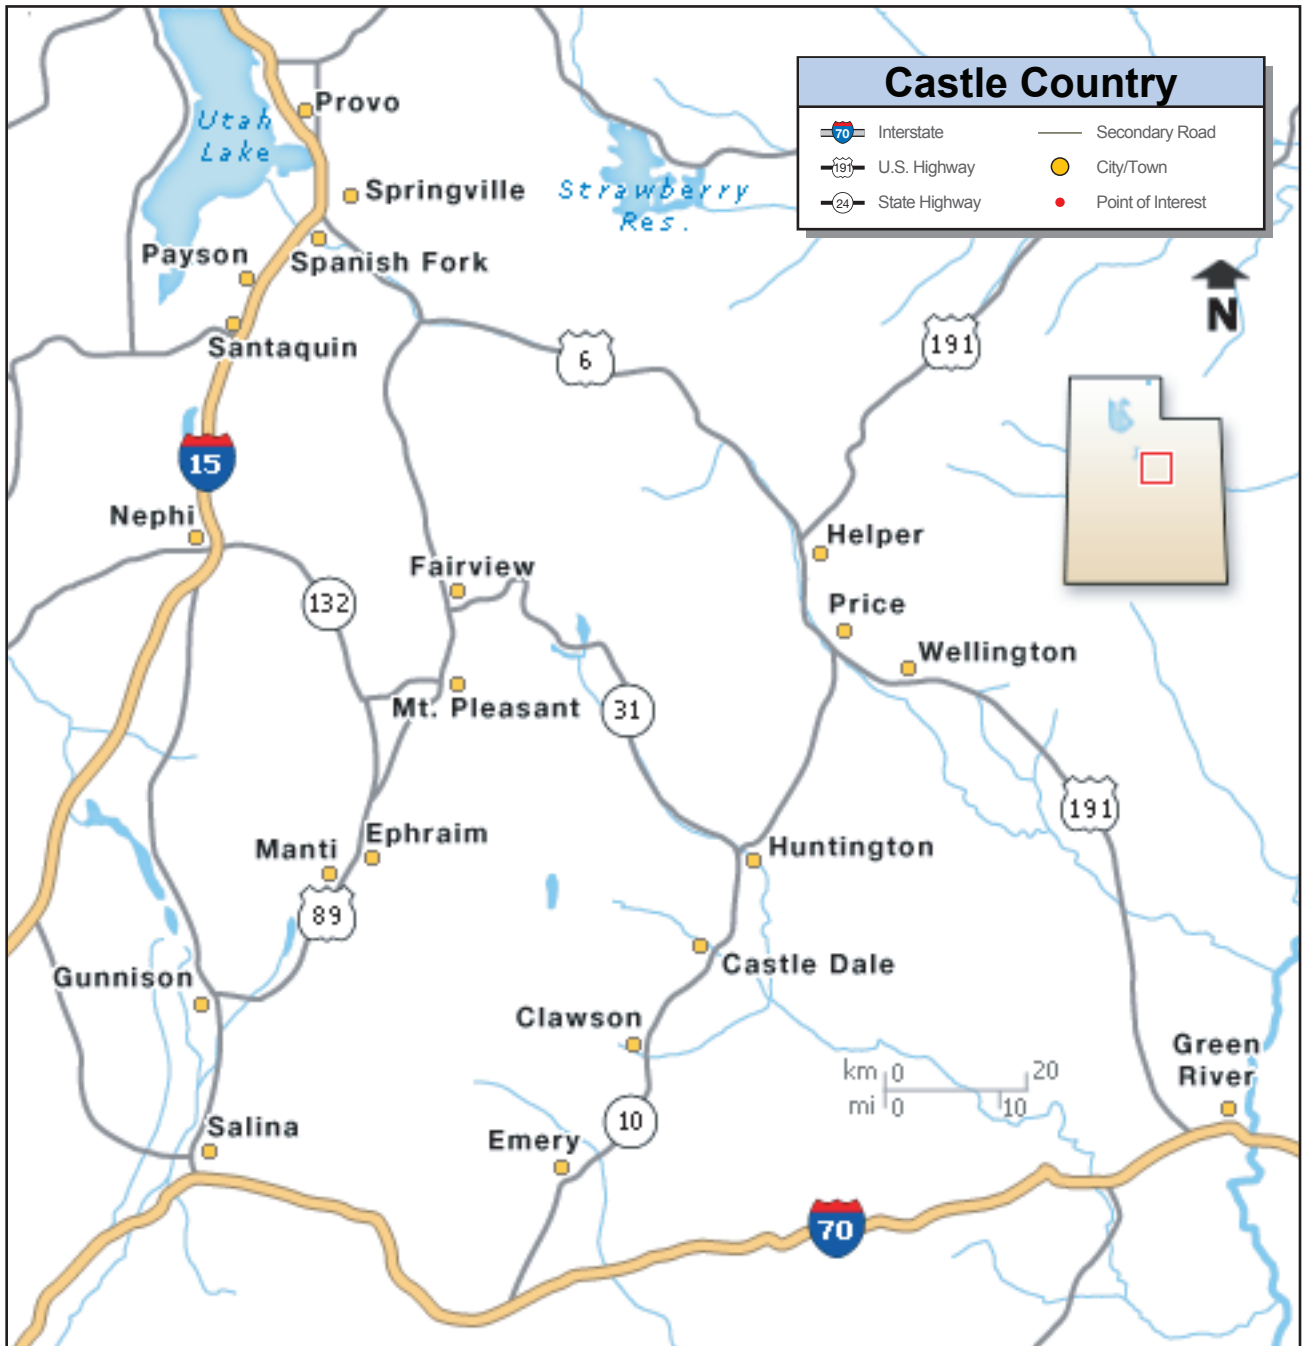 Castle Country
70 Interstate
Secondary Road
191 U.S. Highway
City/Town
24 State Highway
Point of Interest
Provo
Utah
Lake
Springville
Strawberry
Res.
Payson
Spanish Fork
N
Santaquin
6
191
15
Nephi
Helper
Fairview
132
Price
Wellington
Mt. Pleasant
31
191
Ephraim
Manti
Huntington
89
Castle Dale
Gunnison
Clawson
Green
River
km 0 20
mi 0 10
10
Salina
Emery
70